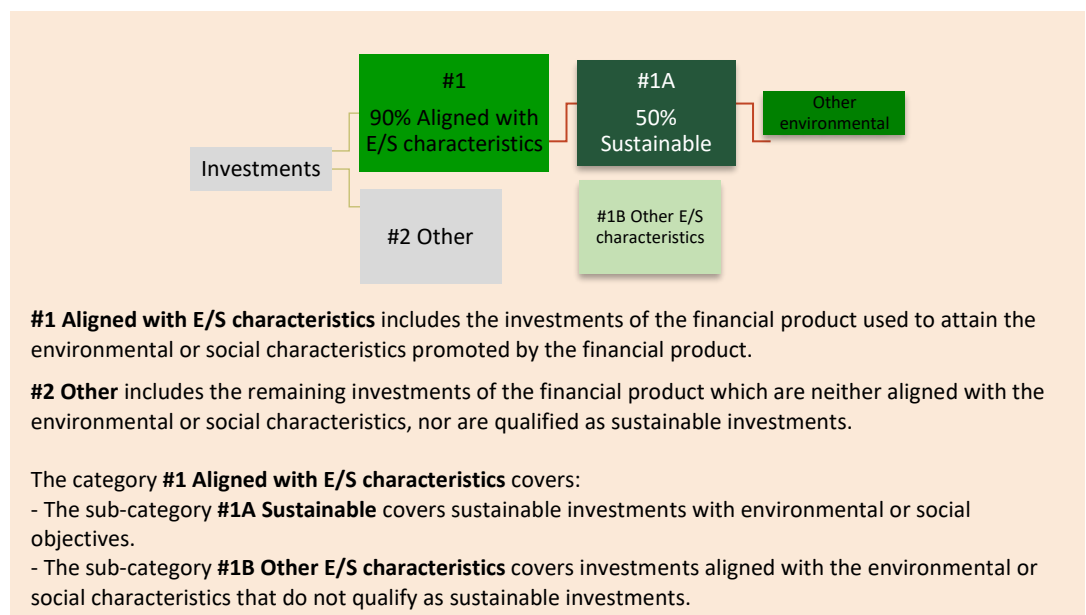 #1
90% Aligned with
E/S characteristics
#1A
50%
Sustainable
Other
environmental
Investments
#2 Other
#1B Other E/S
characteristics
#1 Aligned with E/S characteristics includes the investments of the financial product used to attain the
environmental or social characteristics promoted by the financial product.
#2 Other includes the remaining investments of the financial product which are neither aligned with the
environmental or social characteristics, nor are qualified as sustainable investments.
The category #1 Aligned with E/S characteristics covers:
- The sub-category #1A Sustainable covers sustainable investments with environmental or social
objectives.
- The sub-category #1B Other E/S characteristics covers investments aligned with the environmental or
social characteristics that do not qualify as sustainable investments.